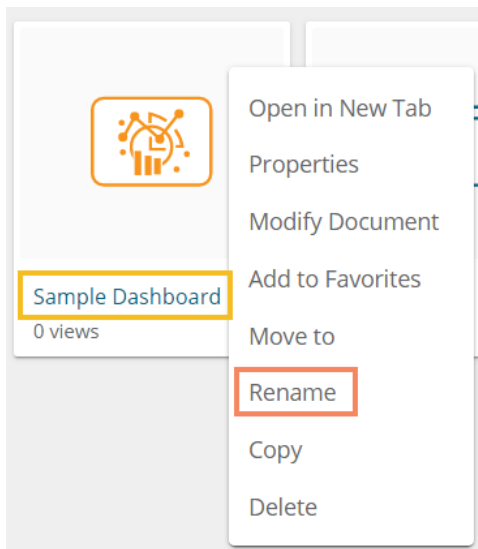 Open in New Tab
Properties
Modify Document
Add to Favorites
Sample Dashboard
0 views
Move to
Rename
Copy
Delete